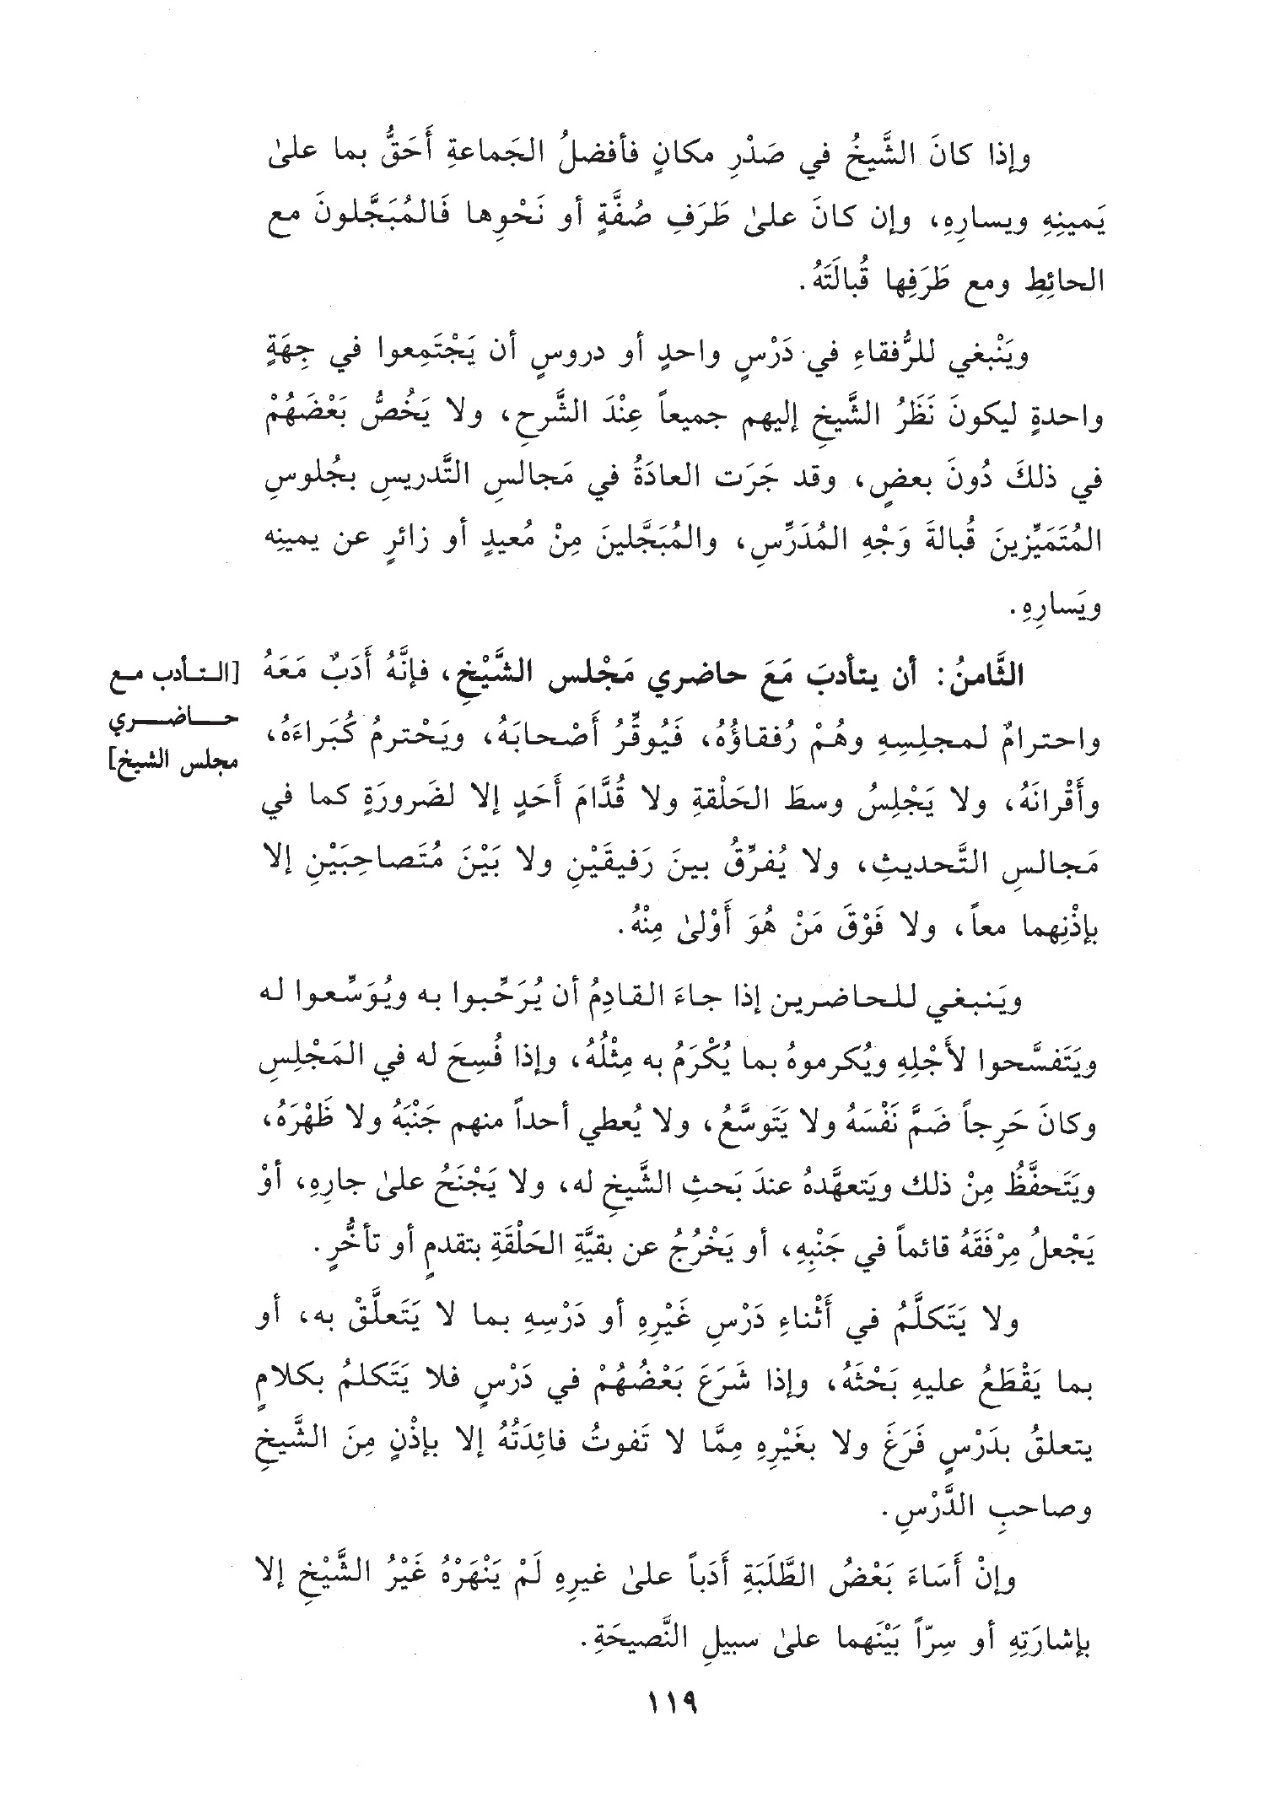 وإذا كانَ الشَّيخُ في صَدْرِ مكانٍ فأفضلُ الجَماعةِ أَحَقُّ بما علىٰ
يَمينِهِ ويسارِهِ، وإن كانَ علىٰ طَرَفِ صُفَّةٍ أو نَحْوِها فَالمُبَجَّلونَ مع
الحائِطِ ومع طَرَفِها قُبالَتَهُ.
ويَنْبغي للرُّفقاءِ في دَرْسٍ واحدٍ أو دروسٍ أن يَجْتَمِعوا في جِهَةٍ
واحدةٍ ليكونَ نَظَرُ الشَّيخِ إليهم جميعاً عِنْدَ الشَّرحِ، ولا يَخُصُّ بَعْضَهُمْ
في ذلكَ دُونَ بعضٍ، وقد جَرَت العادَةُ في مَجالسِ التَّدريسِ بجُلوسِ
المُتَمَيِّزينَ قُبالةَ وَجْهِ المُدَرِّسِ، والمُبَجَّلينَ مِنْ مُعيدٍ أو زائرٍ عن يمينِه
ويَسارِهِ.
الثَّامنُ: أن يتأدبَ مَعَ حاضري مَجْلس الشَّيْخِ، فإنَّهُ أَدَبٌ مَعَهُ
[التأدب مع
حاضري
مجلس الشيخ]
واحترامٌ لمجلِسِهِ وهُمْ رُفقاؤُهُ، فَيُوقِّرُ أَصْحابَهُ، ويَحْترمُ كُبَراءَهُ،
وأَقْرانَهُ، ولا يَجْلِسُ وسطَ الحَلْقةِ ولا قُدَّامَ أَحَدٍ إلا لضَرورَةٍ كما في
مَجالسِ التَّحديثِ، ولا يُفرِّقُ بينَ رَفيقَيْنِ ولا بَيْنَ مُتَصاحِبَيْنِ إلا
بإذْنِهما معاً، ولا فَوْقَ مَنْ هُوَ أَوْلىٰ مِنْهُ.
ويَنبغي للحاضرين إذا جاءَ القادِمُ أن يُرَحِّبوا به ويُوَسِّعوا له
ويَتَفسَّحوا لأَجْلِهِ ويُكرموهُ بما يُكْرَمُ به مِثْلُهُ، وإذا فُسِحَ له في المَجْلِسِ
وكانَ حَرِجاً ضَمَّ نَفْسَهُ ولا يَتَوسَّعُ، ولا يُعطي أحداً منهم جَنْبَهُ ولا ظَهْرَهُ،
ويَتَحفَّظُ مِنْ ذلك ويَتعهَّدهُ عندَ بَحثِ الشَّيخِ له، ولا يَجْنَحُ علىٰ جارِهِ، أوْ
يَجْعلُ مِرْفَقَهُ قائماً في جَنْبِهِ، أو يَخْرُجُ عن بقيَّةِ الحَلْقَةِ بتقدمٍ أو تأخُّرٍ.
ولا يَتَكلَّمُ في أَثْناءِ دَرْسِ غَيْرِهِ أو دَرْسِهِ بما لا يَتَعلَّقْ به، أو
بما يَقْطَعُ عليهِ بَحْثَهُ، وإذا شَرَعَ بَعْضُهُمْ في دَرْسٍ فلا يَتَكلمُ بكلامٍ
يتعلقُ بدَرْسٍ فَرَغَ ولا بغَيْرِهِ مِمَّا لا تَفوتُ فائِدَتُهُ إلا بإذْنٍ مِنَ الشَّيخِ
وصاحبِ الدَّرْسِ.
وإنْ أَسَاءَ بَعْضُ الطَّلَبَةِ أَدَباً علىٰ غيرِهِ لَمْ يَنْهَرْهُ غَيْرُ الشَّيْخِ إلا
بإشارَتِهِ أو سِرّاً بَيْنَهما علىٰ سبيلِ النَّصيحَةِ.
١١٩